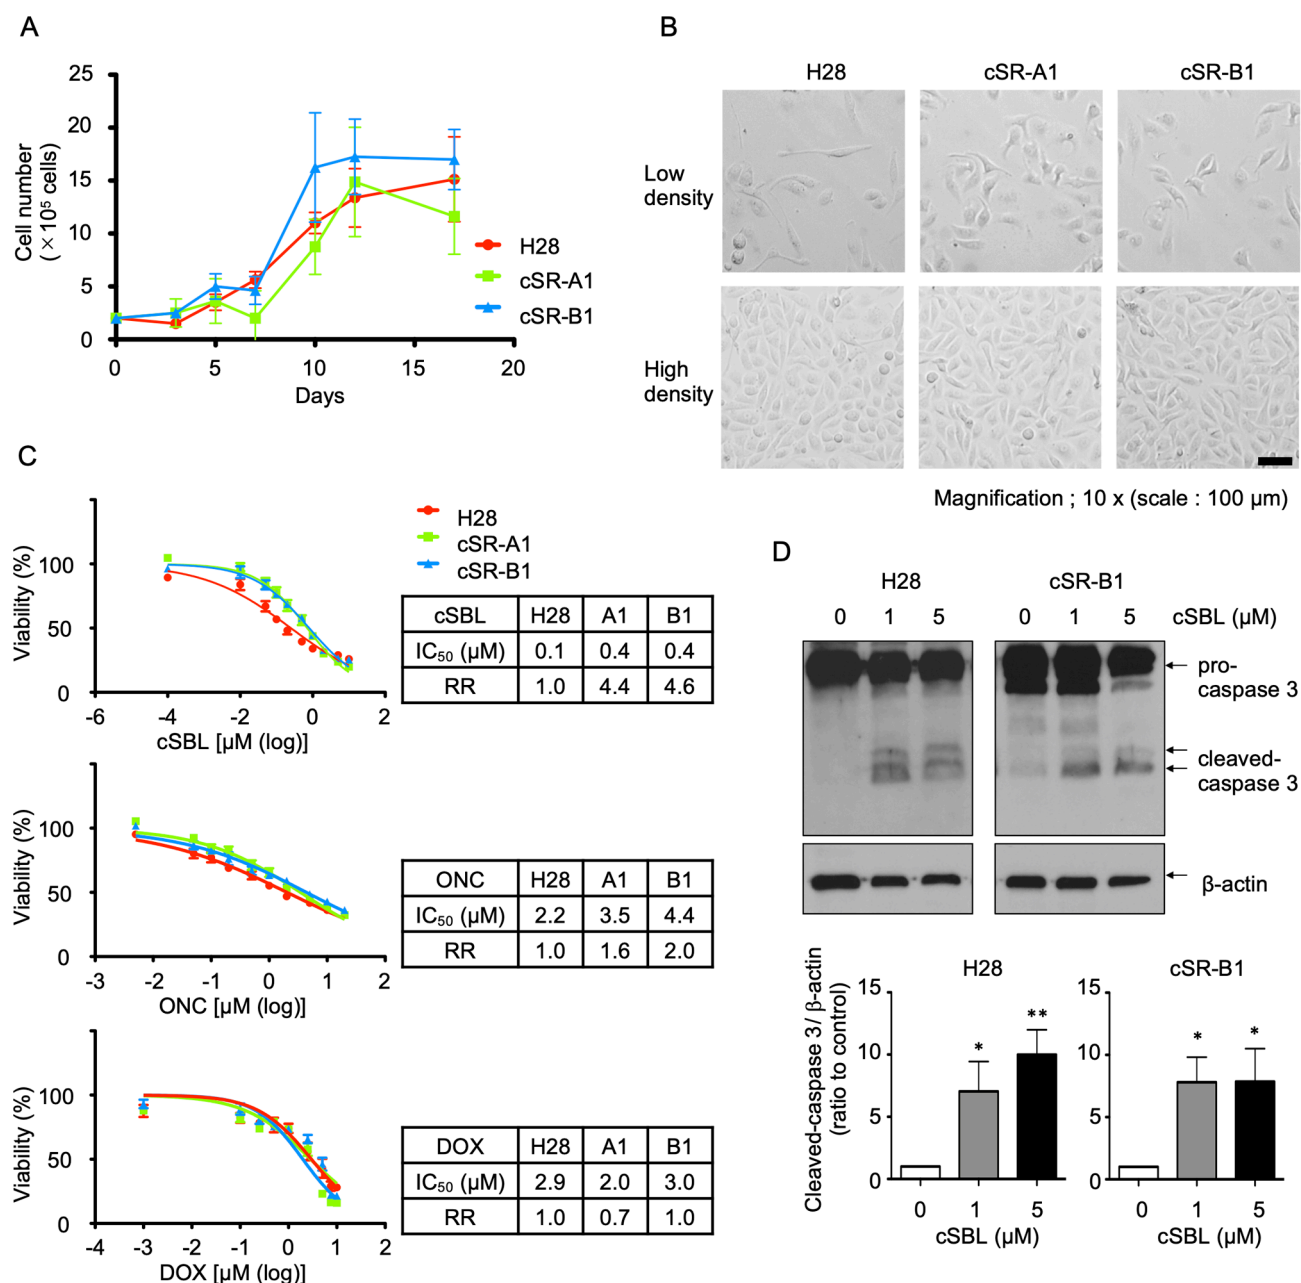 A
25
20
15
10
5
0
Cell number
(×10⁵ cells)
0 5 10 15 20
Days
H28
cSR-A1
cSR-B1
B
H28 cSR-A1 cSR-B1
Low
density
High
density
Magnification ; 10 x (scale : 100 µm)
C
Viability (%)
100
50
0
-6 -4 -2 0 2
cSBL [µM (log)]
H28
cSR-A1
cSR-B1
cSBL H28 A1 B1
IC₅₀ (µM) 0.1 0.4 0.4
RR 1.0 4.4 4.6
Viability (%)
100
50
0
-3 -2 -1 0 1 2
ONC [µM (log)]
ONC H28 A1 B1
IC₅₀ (µM) 2.2 3.5 4.4
RR 1.0 1.6 2.0
Viability (%)
100
50
0
-4 -3 -2 -1 0 1 2
DOX [µM (log)]
DOX H28 A1 B1
IC₅₀ (µM) 2.9 2.0 3.0
RR 1.0 0.7 1.0
D
H28 cSR-B1
0 1 5 0 1 5 cSBL (µM)
pro-
caspase 3
cleaved-
caspase 3
β-actin
Cleaved-caspase 3/ β-actin
(ratio to control)
H28
15
10
5
0
* **
0 1 5
cSBL (µM)
cSR-B1
15
10
5
0
* *
0 1 5
cSBL (µM)